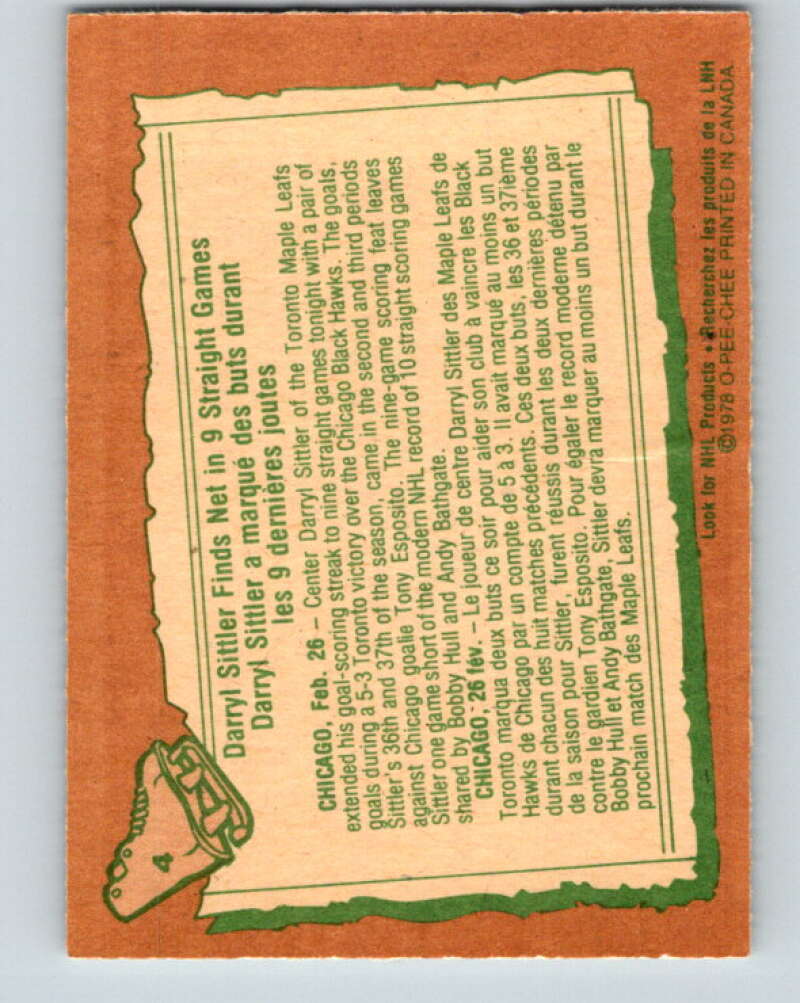 4
Darryl Sittler Finds Net in 9 Straight Games
Darryl Sittler a marqué des buts durant
les 9 dernières joutes
CHICAGO, Feb. 26 – Center Darryl Sittler of the Toronto Maple Leafs
extended his goal-scoring streak to nine straight games tonight with a pair of
goals during a 5-3 Toronto victory over the Chicago Black Hawks. The goals,
Sittler's 36th and 37th of the season, came in the second and third periods
against Chicago goalie Tony Esposito. The nine-game scoring feat leaves
Sittler one game short of the modern NHL record of 10 straight scoring games
shared by Bobby Hull and Andy Bathgate.
CHICAGO, 26 fév. – Le joueur de centre Darryl Sittler des Maple Leafs de
Toronto marqua deux buts ce soir pour aider son club à vaincre les Black
Hawks de Chicago par un compte de 5 à 3. Il avait marqué au moins un but
durant chacun des huit matches précédents. Ces deux buts, les 36 et 37ième
de la saison pour Sittler, furent réussis durant les deux dernières périodes
contre le gardien Tony Esposito. Pour égaler le record moderne détenu par
Bobby Hull et Andy Bathgate, Sittler devra marquer au moins un but durant le
prochain match des Maple Leafs.
Look for NHL Products • Recherchez les produits de la LNH
©1978 O-PEE-CHEE PRINTED IN CANADA